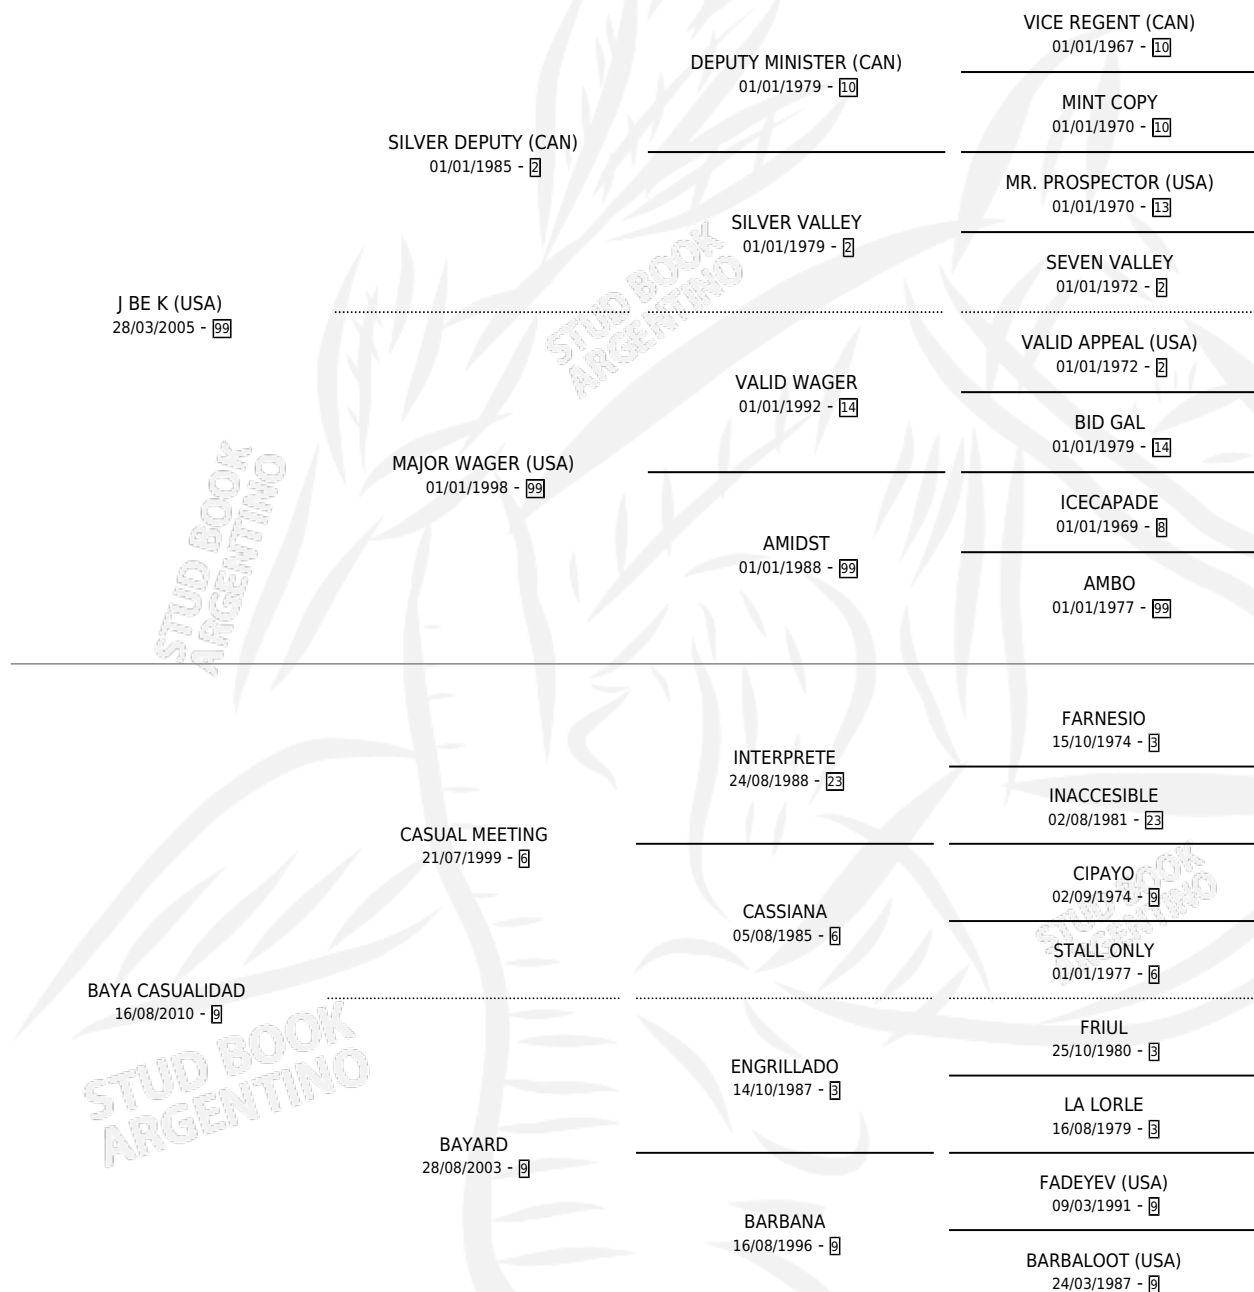 VICE REGENT (CAN)
01/01/1967 - 10
DEPUTY MINISTER (CAN)
01/01/1979 - 10
MINT COPY
01/01/1970 - 10
SILVER DEPUTY (CAN)
01/01/1985 - 2
MR. PROSPECTOR (USA)
01/01/1970 - 13
SILVER VALLEY
01/01/1979 - 2
SEVEN VALLEY
01/01/1972 - 2
J BE K (USA)
28/03/2005 - 99
VALID APPEAL (USA)
01/01/1972 - 2
VALID WAGER
01/01/1992 - 14
BID GAL
01/01/1979 - 14
MAJOR WAGER (USA)
01/01/1998 - 99
ICECAPADE
01/01/1969 - 8
AMIDST
01/01/1988 - 99
AMBO
01/01/1977 - 99
FARNESIO
15/10/1974 - 3
INTERPRETE
24/08/1988 - 23
INACCESIBLE
02/08/1981 - 23
CASUAL MEETING
21/07/1999 - 6
CIPAYO
02/09/1974 - 9
CASSIANA
05/08/1985 - 6
STALL ONLY
01/01/1977 - 6
BAYA CASUALIDAD
16/08/2010 - 9
FRIUL
25/10/1980 - 3
ENGRILLADO
14/10/1987 - 3
LA LORLE
16/08/1979 - 3
BAYARD
28/08/2003 - 9
FADEYEV (USA)
09/03/1991 - 9
BARBANA
16/08/1996 - 9
BARBALOOT (USA)
24/03/1987 - 9
STUD BOOK
ARGENTINO
STUD BOOK
ARGENTINO
STUD BOOK
ARGENTINO
STUD BOOK
ARGENTINO